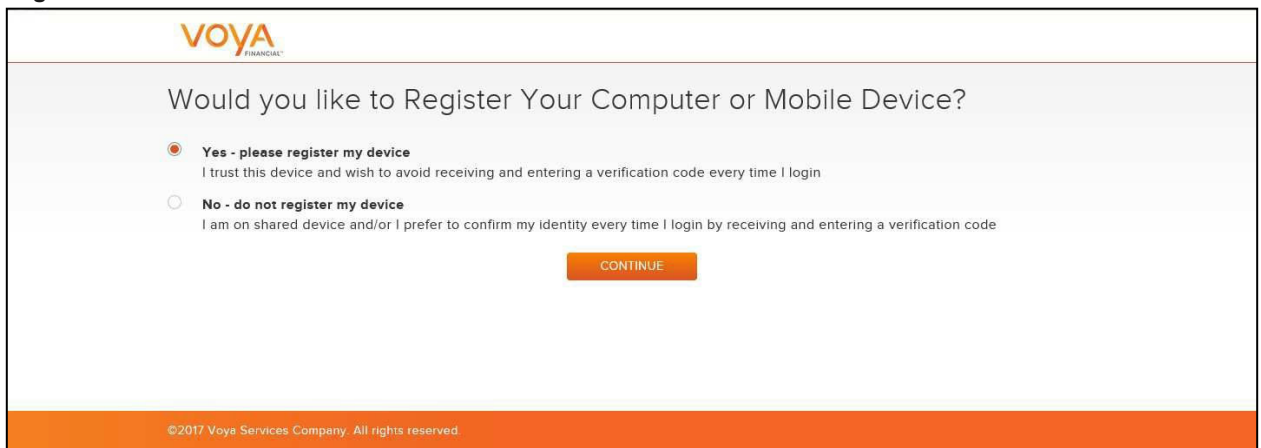 VOYA
FINANCIAL
Would you like to Register Your Computer or Mobile Device?
Yes - please register my device
I trust this device and wish to avoid receiving and entering a verification code every time I login
No - do not register my device
I am on shared device and/or I prefer to confirm my identity every time I login by receiving and entering a verification code
CONTINUE
©2017 Voya Services Company. All rights reserved.